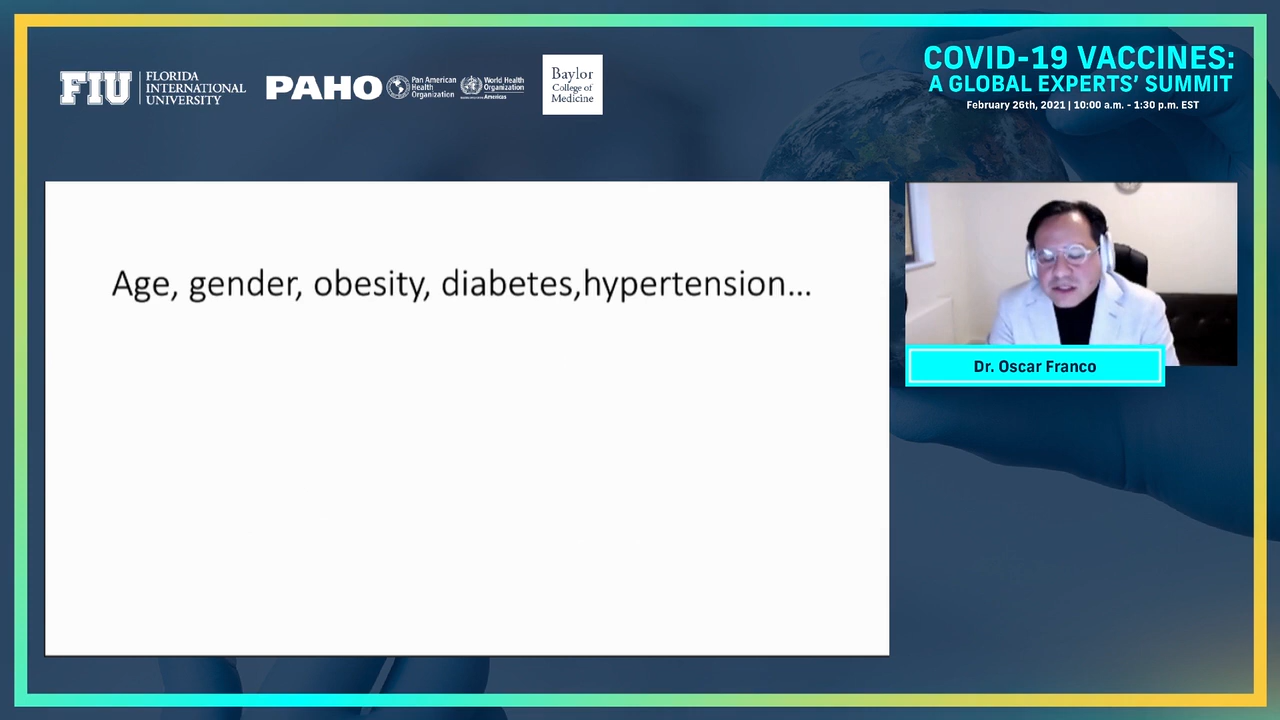 FIU
FLORIDA
INTERNATIONAL
UNIVERSITY
PAHO
Pan American
Health
Organization
World Health
Organization
Americas
Baylor
College of
Medicine
COVID-19 VACCINES:
A GLOBAL EXPERTS' SUMMIT
February 26th, 2021 | 10:00 a.m. - 1:30 p.m. EST
Age, gender, obesity, diabetes,hypertension...
Dr. Oscar Franco